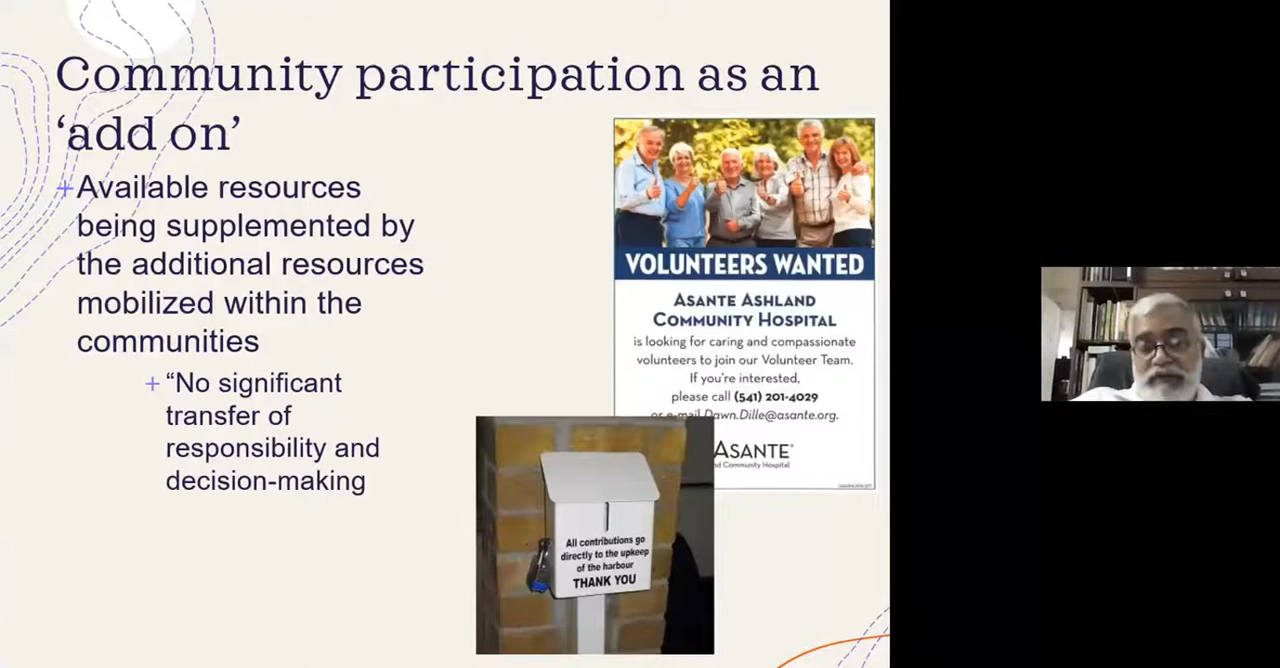 Community participation as an
‘add on’
+Available resources
being supplemented by
the additional resources
mobilized within the
communities
+ “No significant
transfer of
responsibility and
decision-making
VOLUNTEERS WANTED
ASANTE ASHLAND
COMMUNITY HOSPITAL
is looking for caring and compassionate
volunteers to join our Volunteer Team.
If you're interested,
please call (541) 201-4029
or e-mail Dawn.Dille@asante.org.
ASANTE
Community Hospital
All contributions go
directly to the upkeep
of the harbour
THANK YOU